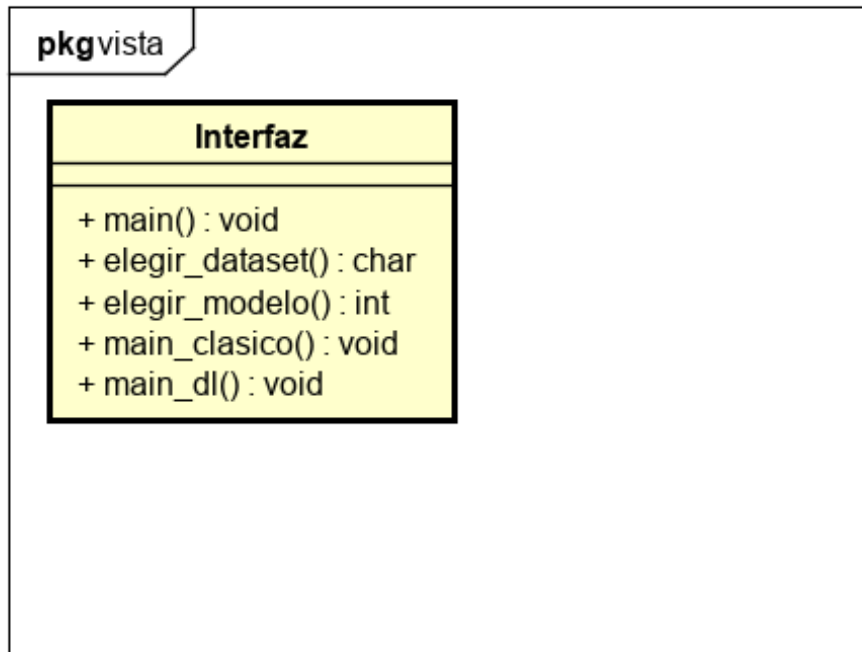 pkg vista
Interfaz
+ main() : void
+ elegir_dataset() : char
+ elegir_modelo() : int
+ main_clasico() : void
+ main_dl() : void